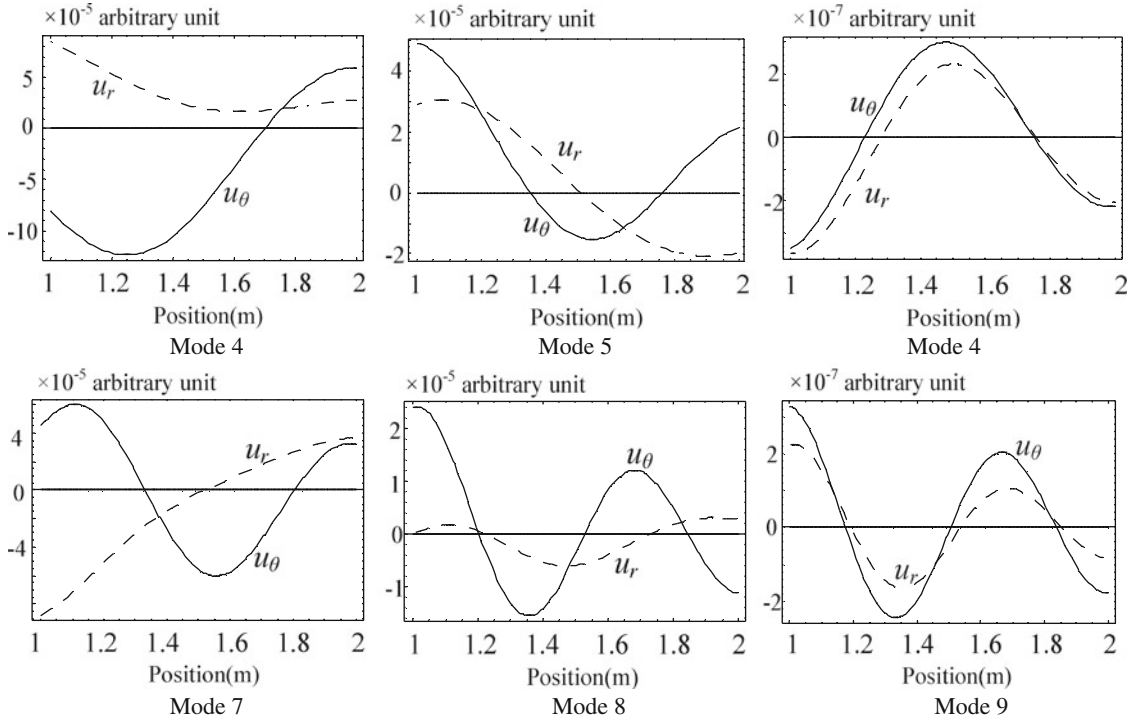 ×10⁻⁵ arbitrary unit
5
0
-5
-10
u_r
u_θ
1 1.2 1.4 1.6 1.8 2
Position(m)
Mode 4
×10⁻⁵ arbitrary unit
4
2
0
-2
u_r
u_θ
1 1.2 1.4 1.6 1.8 2
Position(m)
Mode 5
×10⁻⁷ arbitrary unit
2
0
-2
u_θ
u_r
1 1.2 1.4 1.6 1.8 2
Position(m)
Mode 4
×10⁻⁵ arbitrary unit
4
0
-4
u_r
u_θ
1 1.2 1.4 1.6 1.8 2
Position(m)
Mode 7
×10⁻⁵ arbitrary unit
2
1
0
-1
u_θ
u_r
1 1.2 1.4 1.6 1.8 2
Position(m)
Mode 8
×10⁻⁷ arbitrary unit
2
0
-2
u_θ
u_r
1 1.2 1.4 1.6 1.8 2
Position(m)
Mode 9